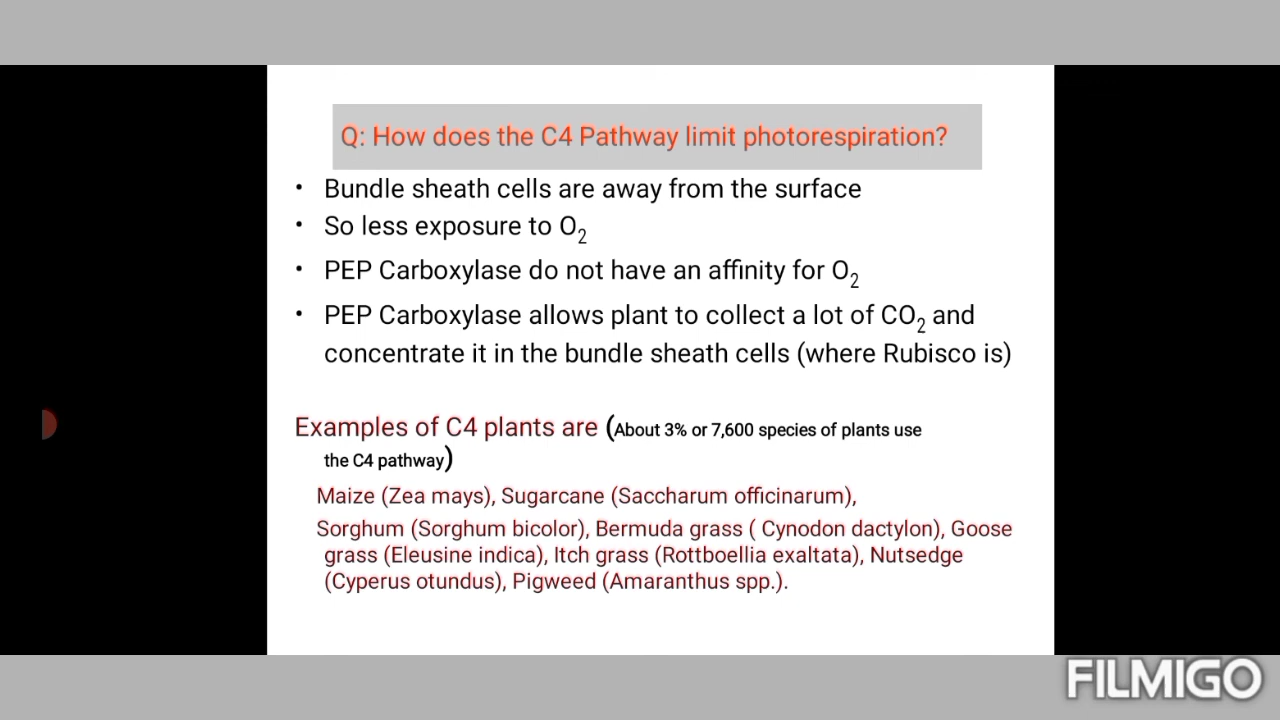 Q: How does the C4 Pathway limit photorespiration?
• Bundle sheath cells are away from the surface
• So less exposure to O₂
• PEP Carboxylase do not have an affinity for O₂
• PEP Carboxylase allows plant to collect a lot of CO₂ and
concentrate it in the bundle sheath cells (where Rubisco is)
Examples of C4 plants are (About 3% or 7,600 species of plants use
the C4 pathway)
Maize (Zea mays), Sugarcane (Saccharum officinarum),
Sorghum (Sorghum bicolor), Bermuda grass ( Cynodon dactylon), Goose
grass (Eleusine indica), Itch grass (Rottboellia exaltata), Nutsedge
(Cyperus otundus), Pigweed (Amaranthus spp.).
FILMIGO